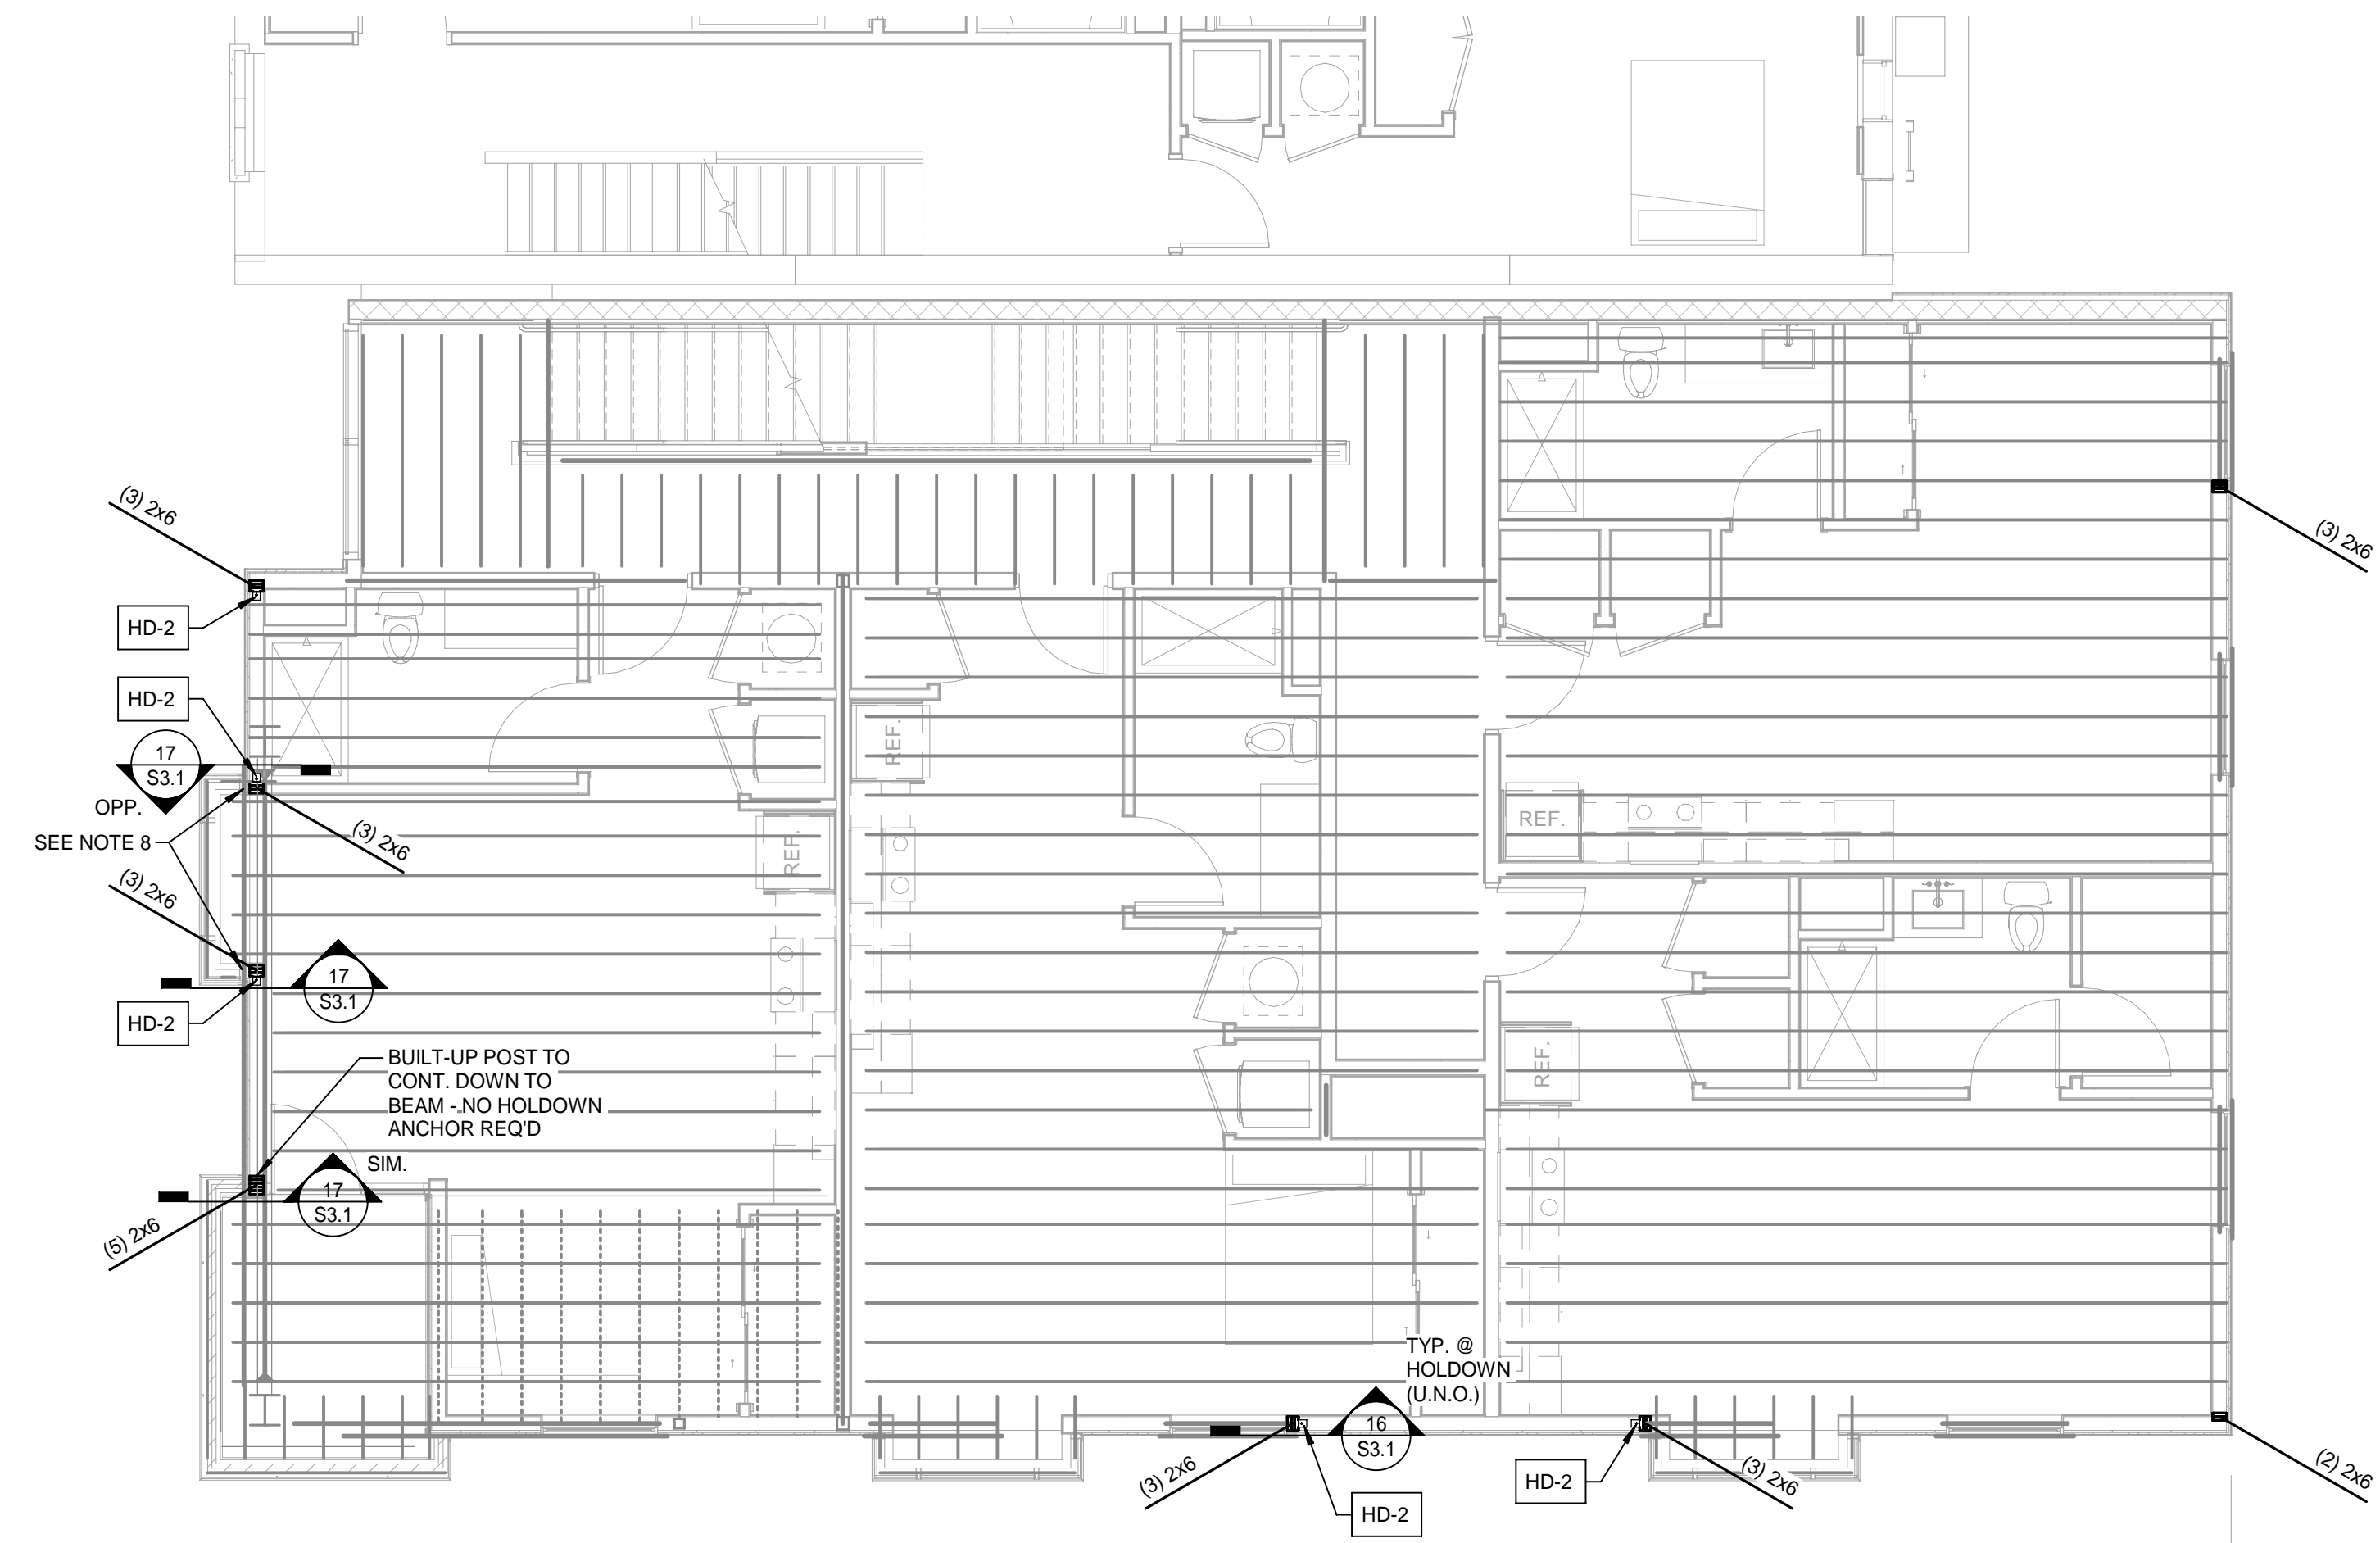 (3) 2x6
(3) 2x6
HD-2
HD-2
17
S3.1
OPP.
SEE NOTE 8
(3) 2x6
(3) 2x6
17
S3.1
HD-2
BUILT-UP POST TO
CONT. DOWN TO
BEAM - NO HOLDOWN
ANCHOR REQ'D
SIM.
17
S3.1
(5) 2x6
REF.
REF.
REF.
REF.
TYP. @
HOLDOWN
(U.N.O.)
16
S3.1
(3) 2x6
HD-2
HD-2
(3) 2x6
(2) 2x6